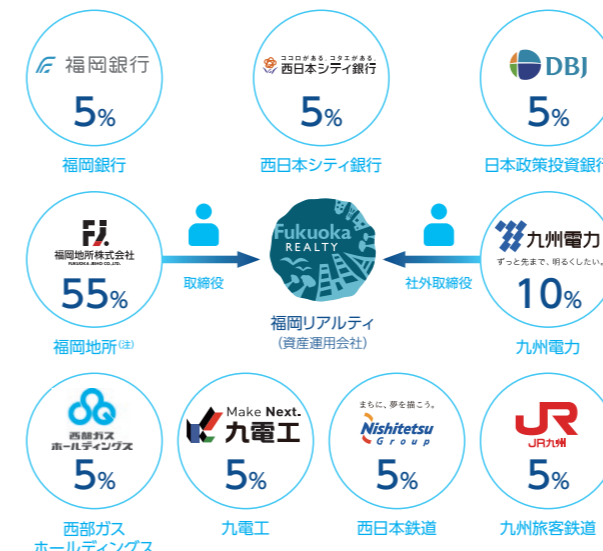 福岡銀行
5%
福岡銀行
ココロがある、コタエがある。
西日本シティ銀行
5%
西日本シティ銀行
DBJ
5%
日本政策投資銀行
FJ.
福岡地所株式会社
FUKUOKA JISHO CO.,LTD.
55%
福岡地所(注)
取締役
Fukuoka
REALTY
福岡リアルティ
(資産運用会社)
社外取締役
九州電力
ずっと先まで、明るくしたい。
10%
九州電力
西部ガス
ホールディングス
5%
西部ガス
ホールディングス
Make Next.
九電工
5%
九電工
まちに、夢を描こう。
Nishitetsu
Group
5%
西日本鉄道
JR
JR九州
5%
九州旅客鉄道